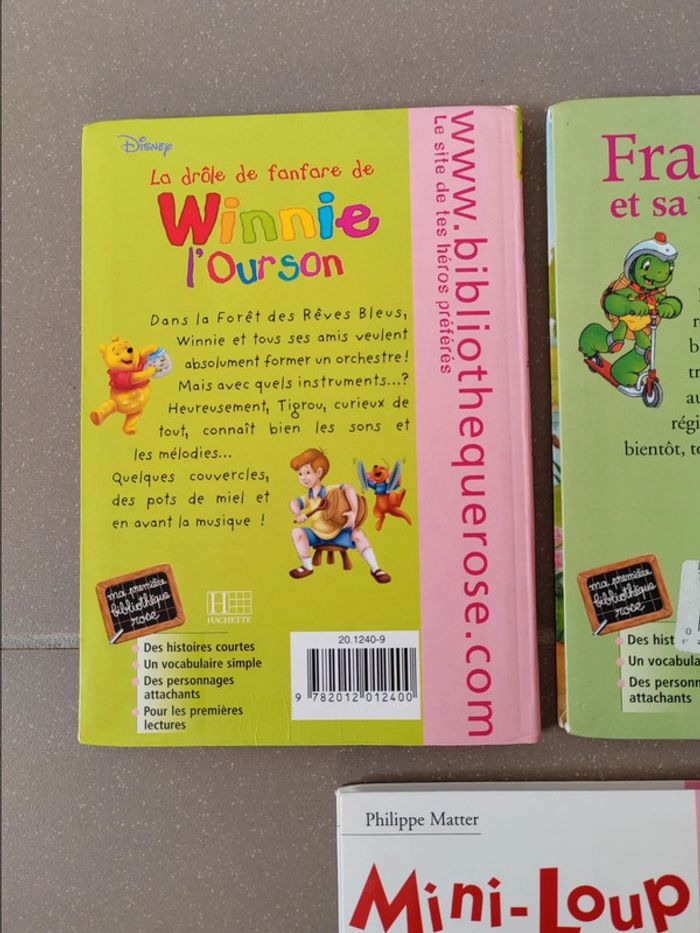 Disney
La drôle de fanfare de
Winnie
l'Ourson
Dans la Forêt des Rêves Bleus,
Winnie et tous ses amis veulent
absolument former un orchestre !
Mais avec quels instruments...?
Heureusement, Tigrou, curieux de
tout, connaît bien les sons et
les mélodies...
Quelques couvercles,
des pots de miel et
en avant la musique !
ma première
bibliothèque
rose
HACHETTE
Des histoires courtes
Un vocabulaire simple
Des personnages
attachants
Pour les premières
lectures
20.1240-9
9 782012 012400
www.bibliothequerose.com
Le site de tes héros préférés
Fra
et sa
r
b
tr
au
régi
bientôt, to
ma première
bibliothèque
rose
Des hist
Un vocabula
Des personn
attachants
Philippe Matter
Mini-Loup